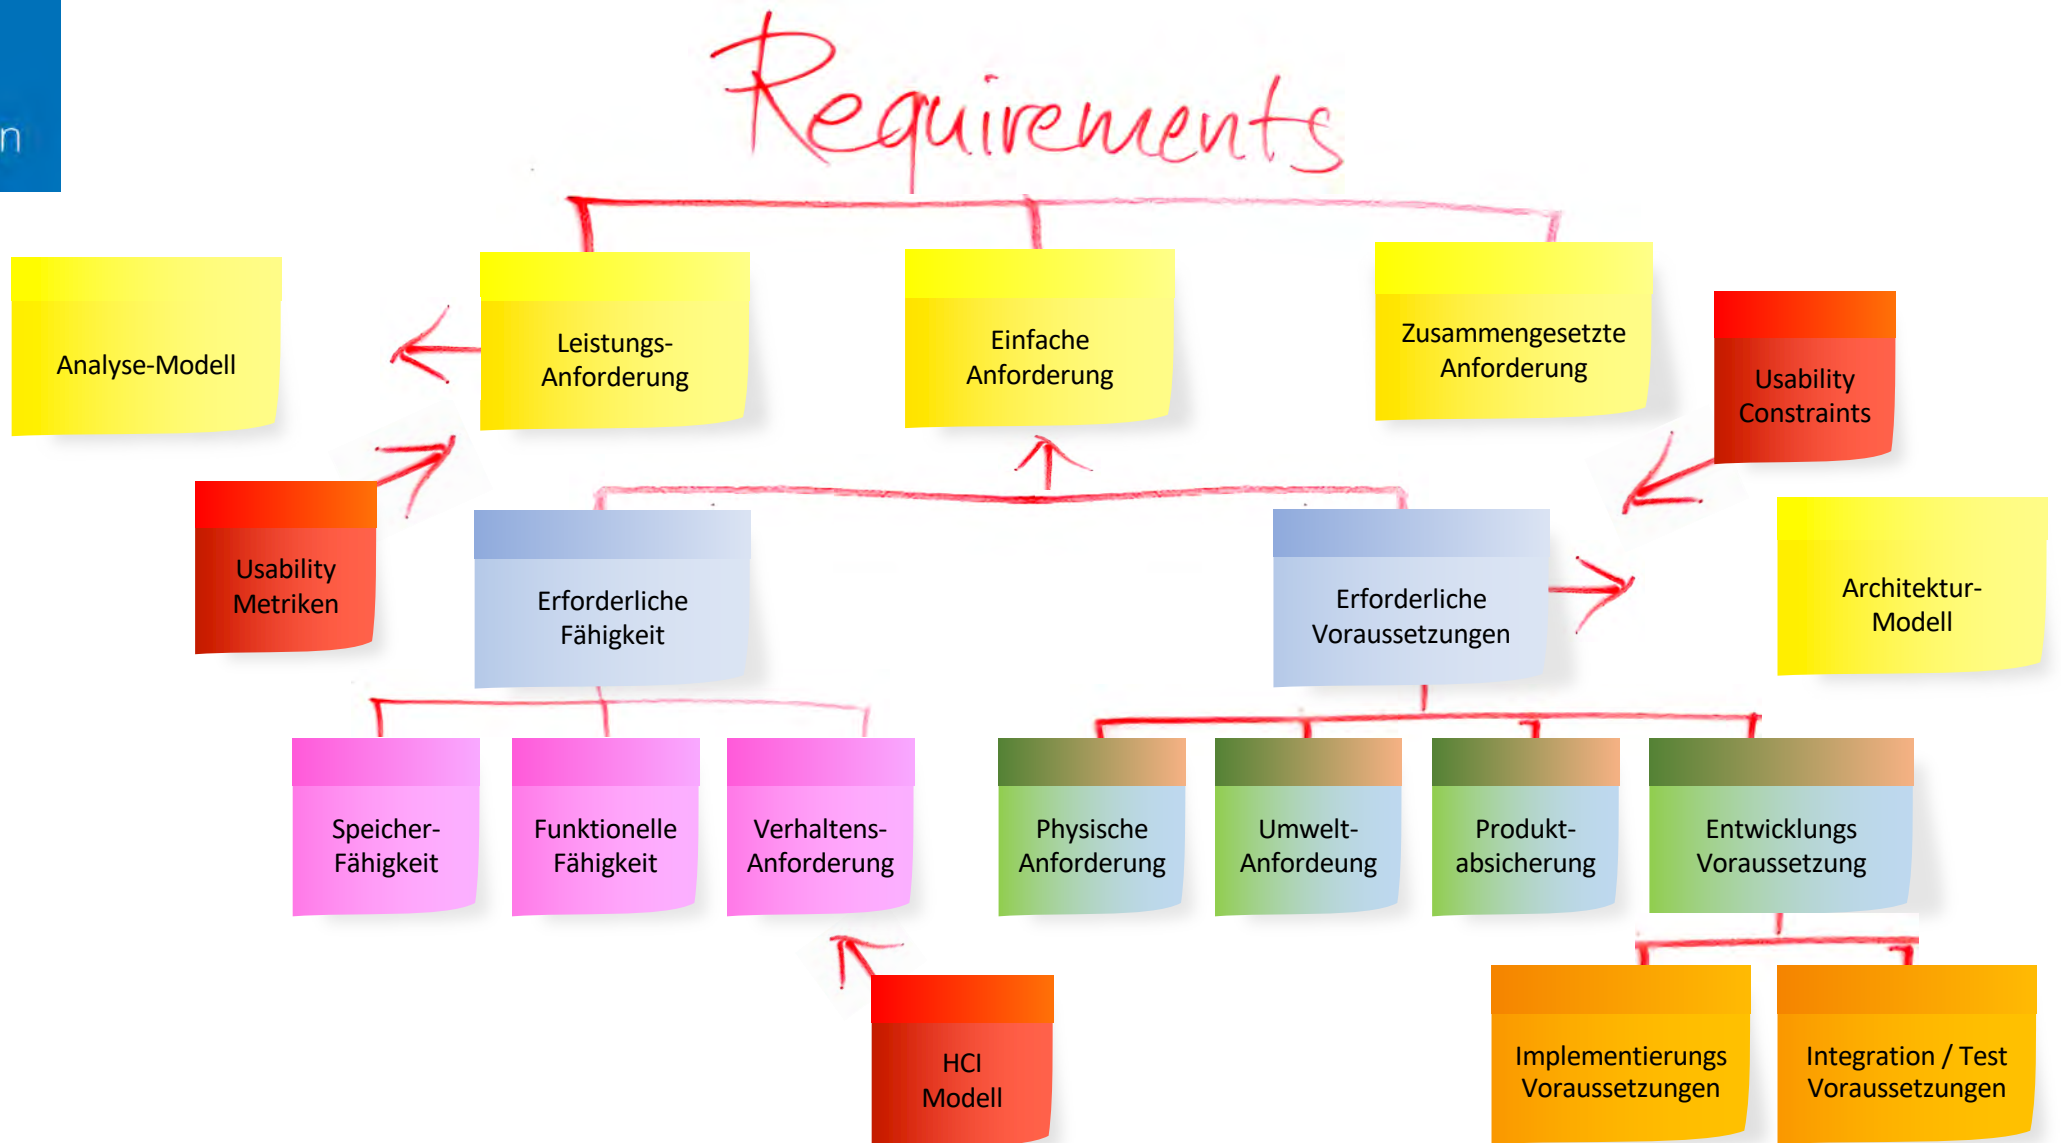 n
Requirements
Analyse-Modell
Leistungs-
Anforderung
Einfache
Anforderung
Zusammengesetzte
Anforderung
Usability
Constraints
Usability
Metriken
Erforderliche
Fähigkeit
Erforderliche
Voraussetzungen
Architektur-
Modell
Speicher-
Fähigkeit
Funktionelle
Fähigkeit
Verhaltens-
Anforderung
Physische
Anforderung
Umwelt-
Anfordeung
Produkt-
absicherung
Entwicklungs
Voraussetzung
HCI
Modell
Implementierungs
Voraussetzungen
Integration / Test
Voraussetzungen